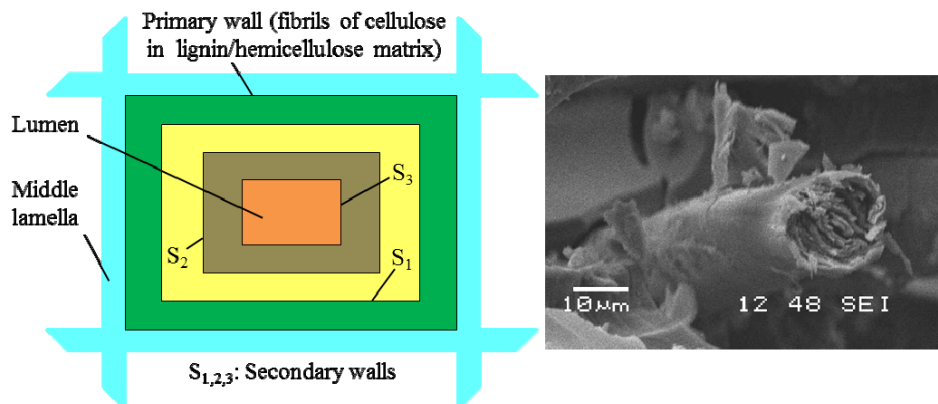 Primary wall (fibrils of cellulose
in lignin/hemicellulose matrix)
Lumen
Middle
lamella
S3
S2
S1
S1,2,3: Secondary walls
10μm
12 48 SEI